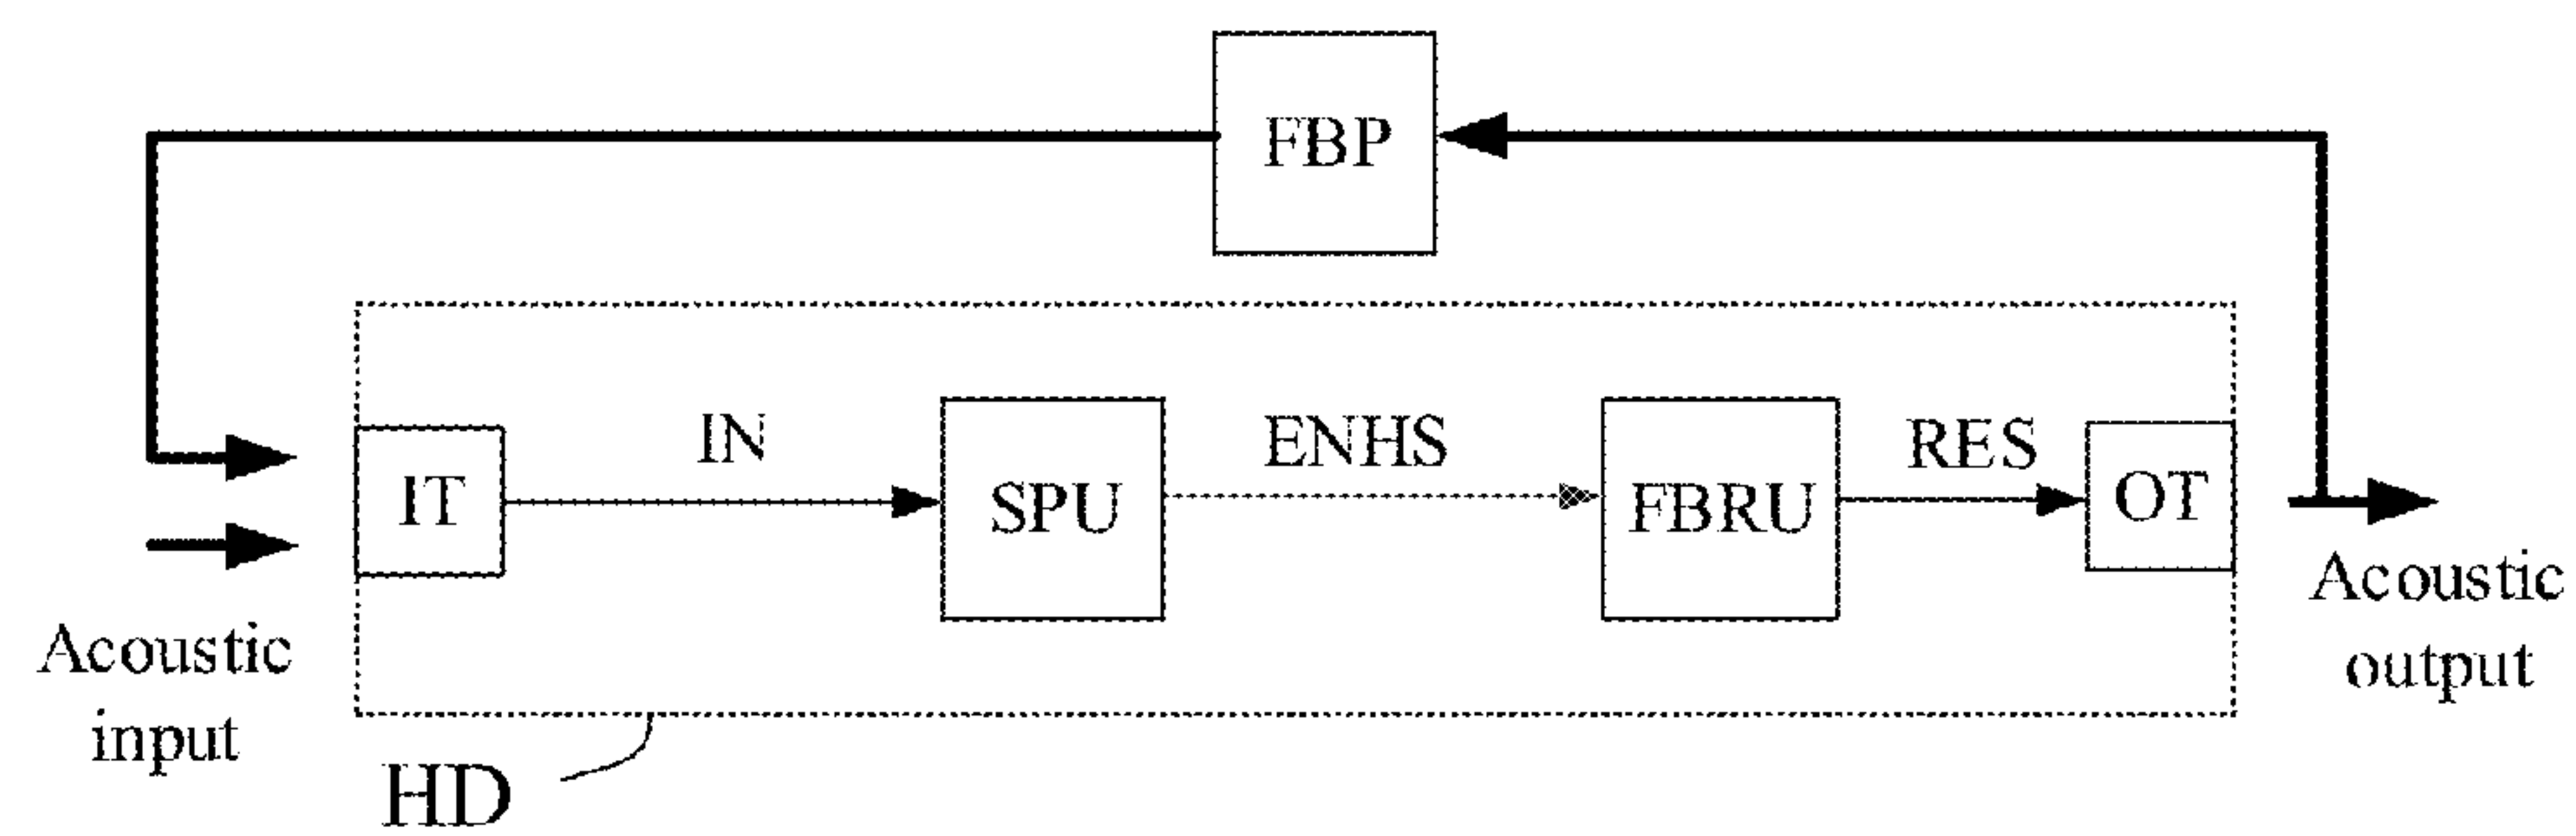 FBP
IN
ENHS
RES
IT
SPU
FBRU
OT
Acoustic
input
Acoustic
output
HD